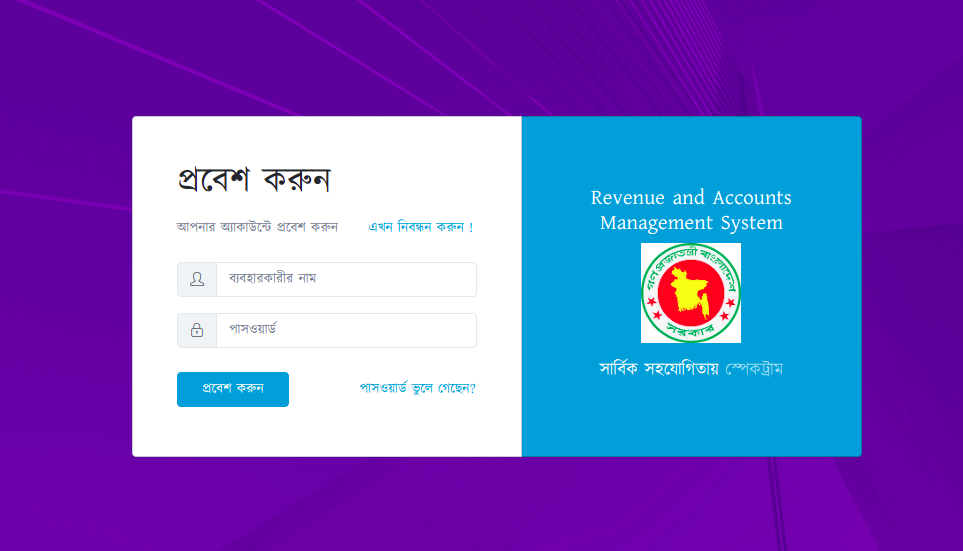 প্রবেশ করুন
আপনার অ্যাকাউন্টে প্রবেশ করুন এখন নিবন্ধন করুন !
ব্যবহারকারীর নাম
পাসওয়ার্ড
প্রবেশ করুন পাসওয়ার্ড ভুলে গেছেন?
Revenue and Accounts
Management System
গণপ্রজাতন্ত্রী বাংলাদেশ
সরকার
সার্বিক সহযোগিতায় স্পেকট্রাম